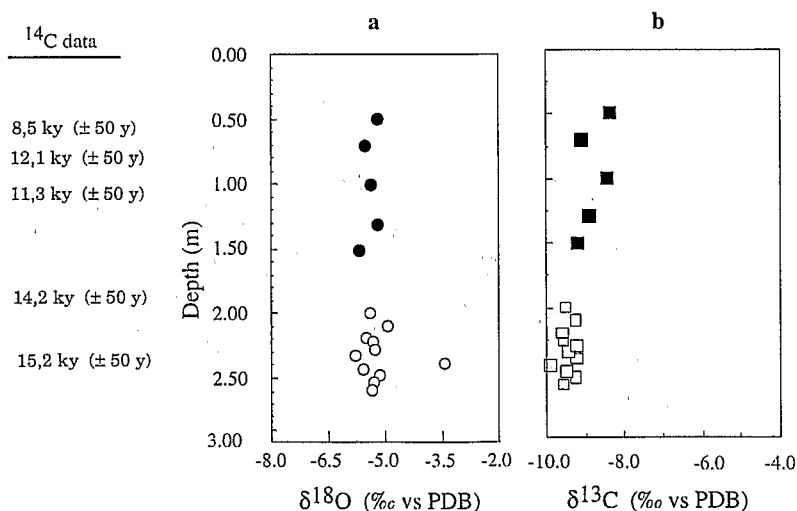 a
b
14C data
0.00
0.50
1.00
1.50
2.00
2.50
3.00
8,5 ky (± 50 y)
12,1 ky (± 50 y)
11,3 ky (± 50 y)
14,2 ky (± 50 y)
15,2 ky (± 50 y)
Depth (m)
-8.0 -6.5 -5.0 -3.5 -2.0
-10.0 -8.0 -6.0 -4.0
δ18O (‰ vs PDB)
δ13C (‰ vs PDB)